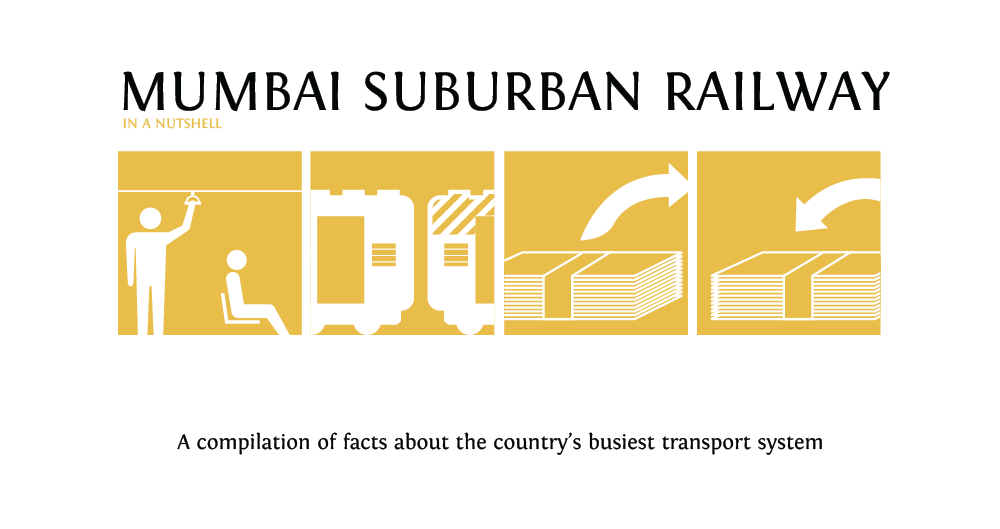 MUMBAI SUBURBAN RAILWAY
IN A NUTSHELL
A compilation of facts about the country’s busiest transport system